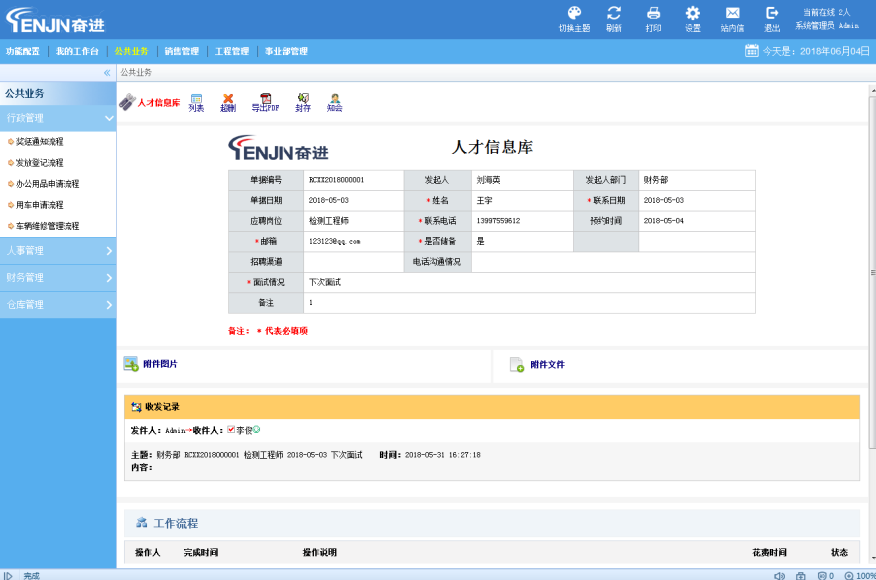 ENJIN奋进
切换主题 刷新 打印 设置 站内信 退出
当前在线 2人
系统管理员 Admin
功能配置 我的工作台 公共业务 销售管理 工程管理 事业部管理
今天是：2018年06月04日
«
公共业务
公共业务
行政管理
奖惩通知流程
发放登记流程
办公用品申请流程
用车申请流程
车辆维修管理流程
人事管理
财务管理
仓库管理
人才信息库 列表 超删 导出PDF 封存 知会
ENJIN奋进
人才信息库
单据编号 RCXX2018000001 发起人 刘海英 发起人部门 财务部
单据日期 2018-05-03 *姓名 王宇 *联系日期 2018-05-03
应聘岗位 检测工程师 *联系电话 13997559612 预约时间 2018-05-04
*邮箱 123123@qq.com *是否储备 是
招聘渠道 电话沟通情况
*面试情况 下次面试
备注 1
备注： * 代表必填项
附件图片 附件文件
收发记录
发件人：Admin→收件人：李俊
主题：财务部 RCXX2018000001 检测工程师 2018-05-03 下次面试 时间：2018-05-31 16:27:18
内容：
工作流程
操作人 完成时间 操作说明 花费时间 状态
完成
0 100%